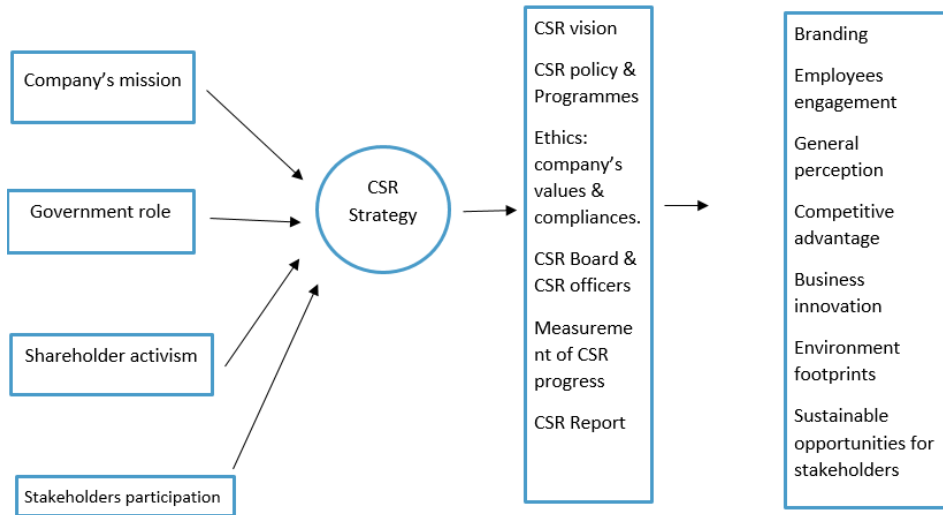 Company's mission
Government role
Shareholder activism
Stakeholders participation
CSR
Strategy
CSR vision
CSR policy &
Programmes
Ethics:
company's
values &
compliances.
CSR Board &
CSR officers
Measureme
nt of CSR
progress
CSR Report
Branding
Employees
engagement
General
perception
Competitive
advantage
Business
innovation
Environment
footprints
Sustainable
opportunities for
stakeholders